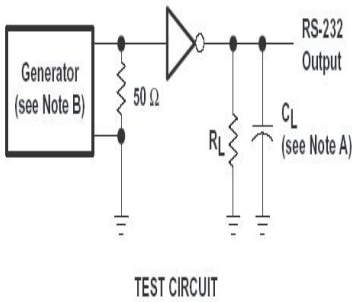 RS-232
Output
Generator
(see Note B)
50 Ω
RL
CL
(see Note A)
TEST CIRCUIT